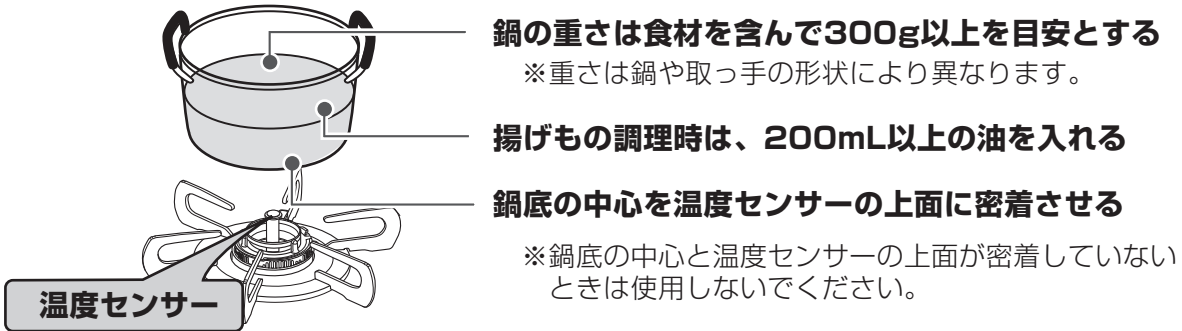 鍋の重さは食材を含んで300g以上を目安とする
※重さは鍋や取っ手の形状により異なります。
揚げもの調理時は、200mL以上の油を入れる
鍋底の中心を温度センサーの上面に密着させる
※鍋底の中心と温度センサーの上面が密着していない
ときは使用しないでください。
温度センサー